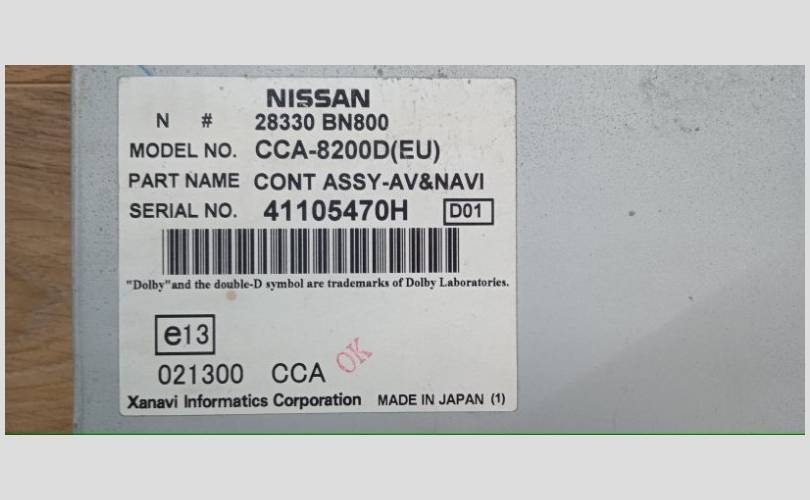 NISSAN
N # 28330 BN800
MODEL NO. CCA-8200D(EU)
PART NAME CONT ASSY-AV&NAVI
SERIAL NO. 41105470H D01
"Dolby"and the double-D symbol are trademarks of Dolby Laboratories.
e13
021300 CCA OK
Xanavi Informatics Corporation MADE IN JAPAN (1)